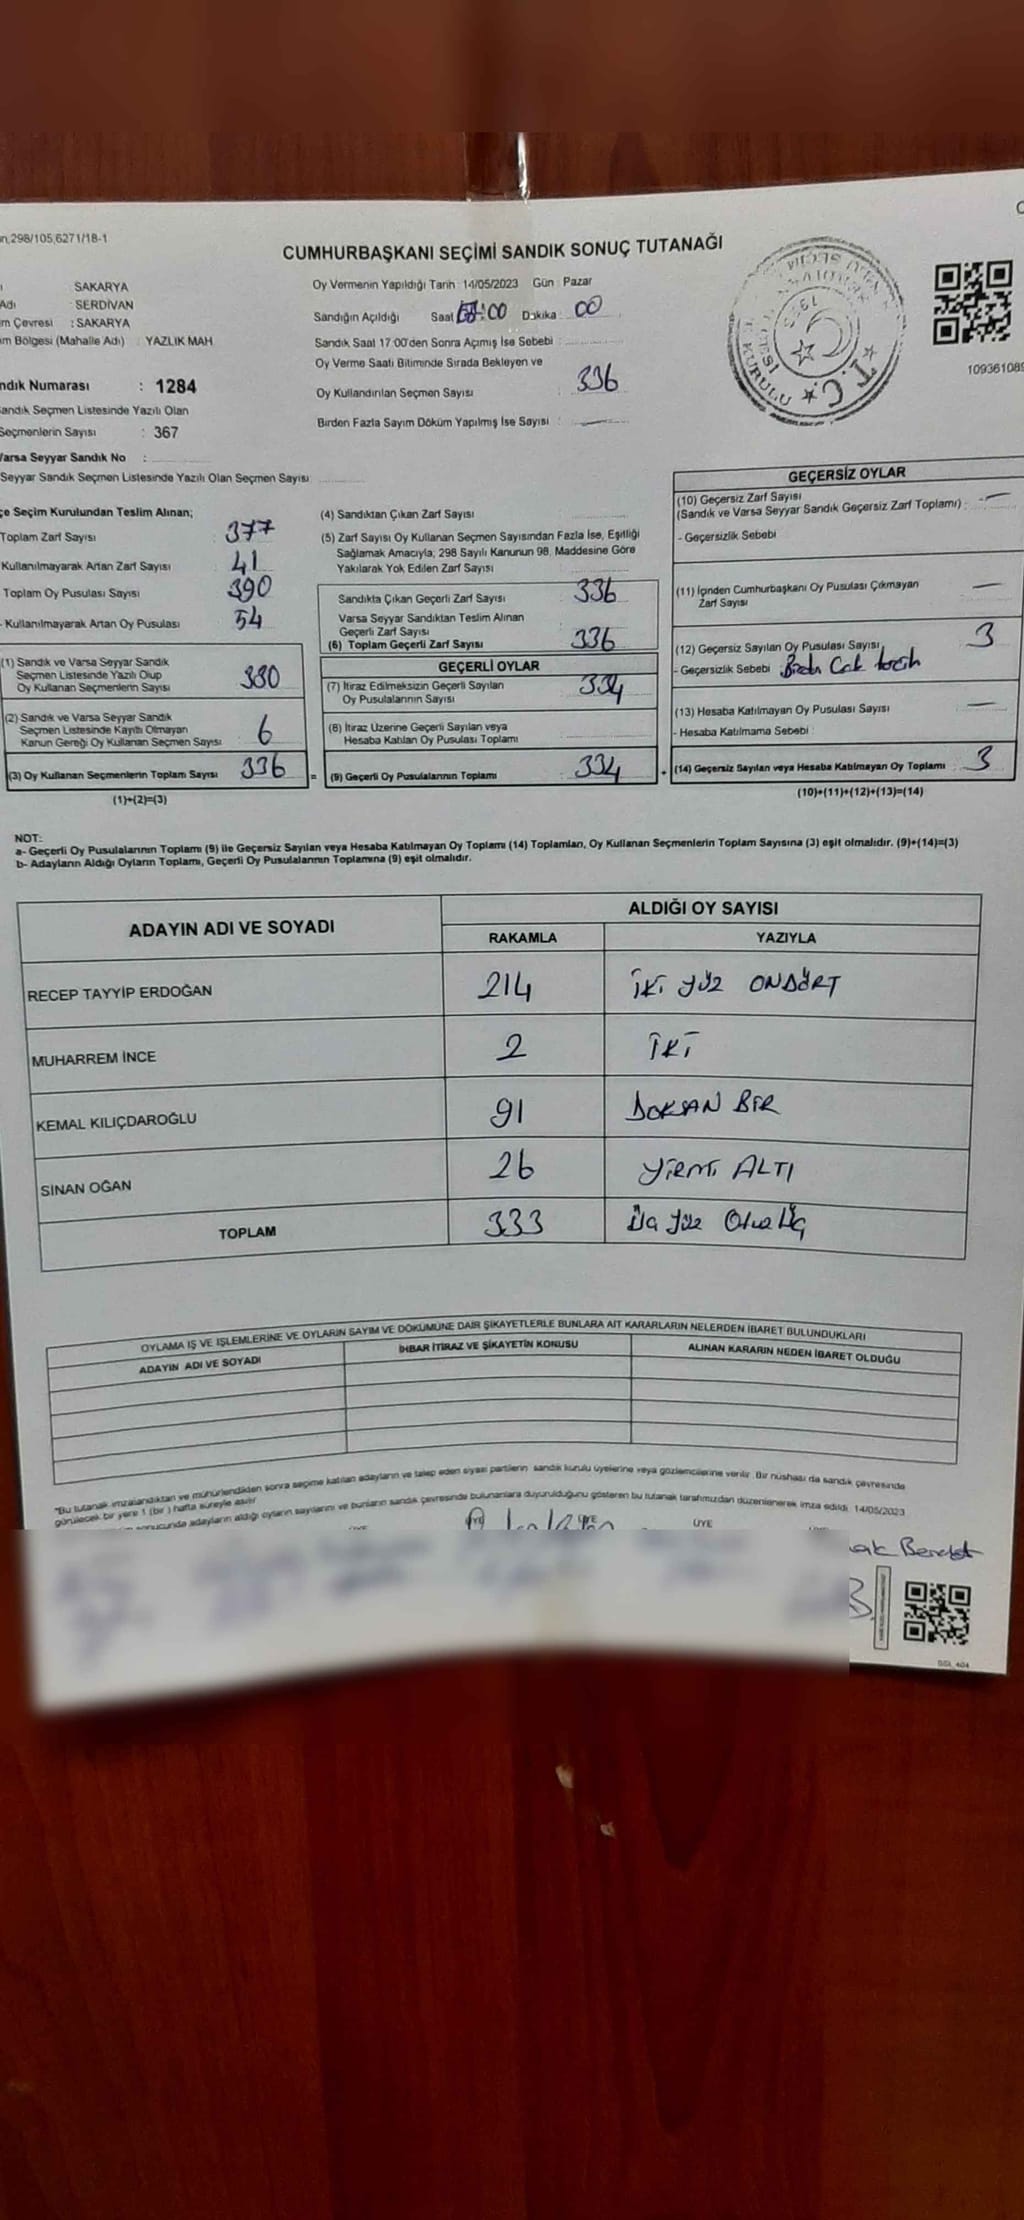 n,298/105,6271/18-1
CUMHURBAŞKANI SEÇİMİ SANDIK SONUÇ TUTANAĞI
SAKARYA
Adı : SERDİVAN
m Çevresi : SAKARYA
m Bölgesi (Mahalle Adı) : YAZLIK MAH
ndık Numarası : 1284
andık Seçmen Listesinde Yazılı Olan
Seçmenlerin Sayısı : 367
Varsa Seyyar Sandık No :
Seyyar Sandık Seçmen Listesinde Yazılı Olan Seçmen Sayısı
Oy Vermenin Yapıldığı Tarih : 14/05/2023 Gün : Pazar
Sandığın Açıldığı Saat :00 Dakika : 00
Sandık Saat 17:00'den Sonra Açımış İse Sebebi :
Oy Verme Saati Bitiminde Sırada Bekleyen ve
Oy Kullandırılan Seçmen Sayısı : 336
Birden Fazla Sayım Döküm Yapılmış İse Sayısı : —
T.C.
109361089
çe Seçim Kurulundan Teslim Alınan;
Toplam Zarf Sayısı : 377
Kullanılmayarak Artan Zarf Sayısı : 41
Toplam Oy Pusulası Sayısı : 390
- Kullanılmayarak Artan Oy Pusulası : 54
(1) Sandık ve Varsa Seyyar Sandık
Seçmen Listesinde Yazılı Olup
Oy Kullanan Seçmenlerin Sayısı 330
(2) Sandık ve Varsa Seyyar Sandık
Seçmen Listesinde Kayıtlı Olmayan
Kanun Gereği Oy Kullanan Seçmen Sayısı 6
(3) Oy Kullanan Seçmenlerin Toplam Sayısı 336
(1)+(2)=(3)
(4) Sandıktan Çıkan Zarf Sayısı
(5) Zarf Sayısı Oy Kullanan Seçmen Sayısından Fazla İse, Eşitliği
Sağlamak Amacıyla; 298 Sayılı Kanunun 98. Maddesine Göre
Yakılarak Yok Edilen Zarf Sayısı
Sandıkta Çıkan Geçerli Zarf Sayısı : 336
Varsa Seyyar Sandıktan Teslim Alınan
Geçerli Zarf Sayısı
(6) Toplam Geçerli Zarf Sayısı : 336
GEÇERLİ OYLAR
(7) İtiraz Edilmeksizin Geçerli Sayılan
Oy Pusulalarının Sayısı : 334
(8) İtiraz Üzerine Geçerli Sayılan veya
Hesaba Katılan Oy Pusulası Toplamı
= (9) Geçerli Oy Pusulalarının Toplamı : 334 +
GEÇERSİZ OYLAR
(10) Geçersiz Zarf Sayısı
(Sandık ve Varsa Seyyar Sandık Geçersiz Zarf Toplamı) : —
- Geçersizlik Sebebi
(11) İçinden Cumhurbaşkanı Oy Pusulası Çıkmayan
Zarf Sayısı —
(12) Geçersiz Sayılan Oy Pusulası Sayısı : 3
- Geçersizlik Sebebi
(13) Hesaba Katılmayan Oy Pusulası Sayısı : —
- Hesaba Katılmama Sebebi :
(14) Geçersiz Sayılan veya Hesaba Katılmayan Oy Toplamı 3
(10)+(11)+(12)+(13)=(14)
NOT:
a- Geçerli Oy Pusulalarının Toplamı (9) ile Geçersiz Sayılan veya Hesaba Katılmayan Oy Toplamı (14) Toplamları, Oy Kullanan Seçmenlerin Toplam Sayısına (3) eşit olmalıdır. (9)+(14)=(3)
b- Adayların Aldığı Oyların Toplamı, Geçerli Oy Pusulalarının Toplamına (9) eşit olmalıdır.
ADAYIN ADI VE SOYADI
ALDIĞI OY SAYISI
RAKAMLA YAZIYLA
RECEP TAYYİP ERDOĞAN 214 İKİ YÜZ ONDÖRT
MUHARREM İNCE 2 İKİ
KEMAL KILIÇDAROĞLU 91 DOKSAN BİR
SİNAN OĞAN 26 YİRMİ ALTI
TOPLAM 333 Üç Yüz Otuz Üç
OYLAMA İŞ VE İŞLEMLERİNE VE OYLARIN SAYIM VE DÖKÜMÜNE DAİR ŞİKAYETLERLE BUNLARA AİT KARARLARIN NELERDEN İBARET BULUNDUKLARI
ADAYIN ADI VE SOYADI İHBAR İTİRAZ VE ŞİKAYETİN KONUSU ALINAN KARARIN NEDEN İBARET OLDUĞU
"Bu tutanak imzalandıktan ve mühürlendikten sonra seçime katılan adayların ve talep eden siyasi partilerin sandık kurulu üyelerine veya gözlemcilerine verilir. Bir nüshası da sandık çevresinde
görülecek bir yere 1 (bir) hafta süreyle asılır
sonucunda adayların aldığı oyların sayılarını ve bunların sandık çevresinde bulunanlara duyurulduğunu gösteren bu tutanak tarafımızdan düzenlenerek imza edildi. 14/05/2023
ÜYE ÜYE